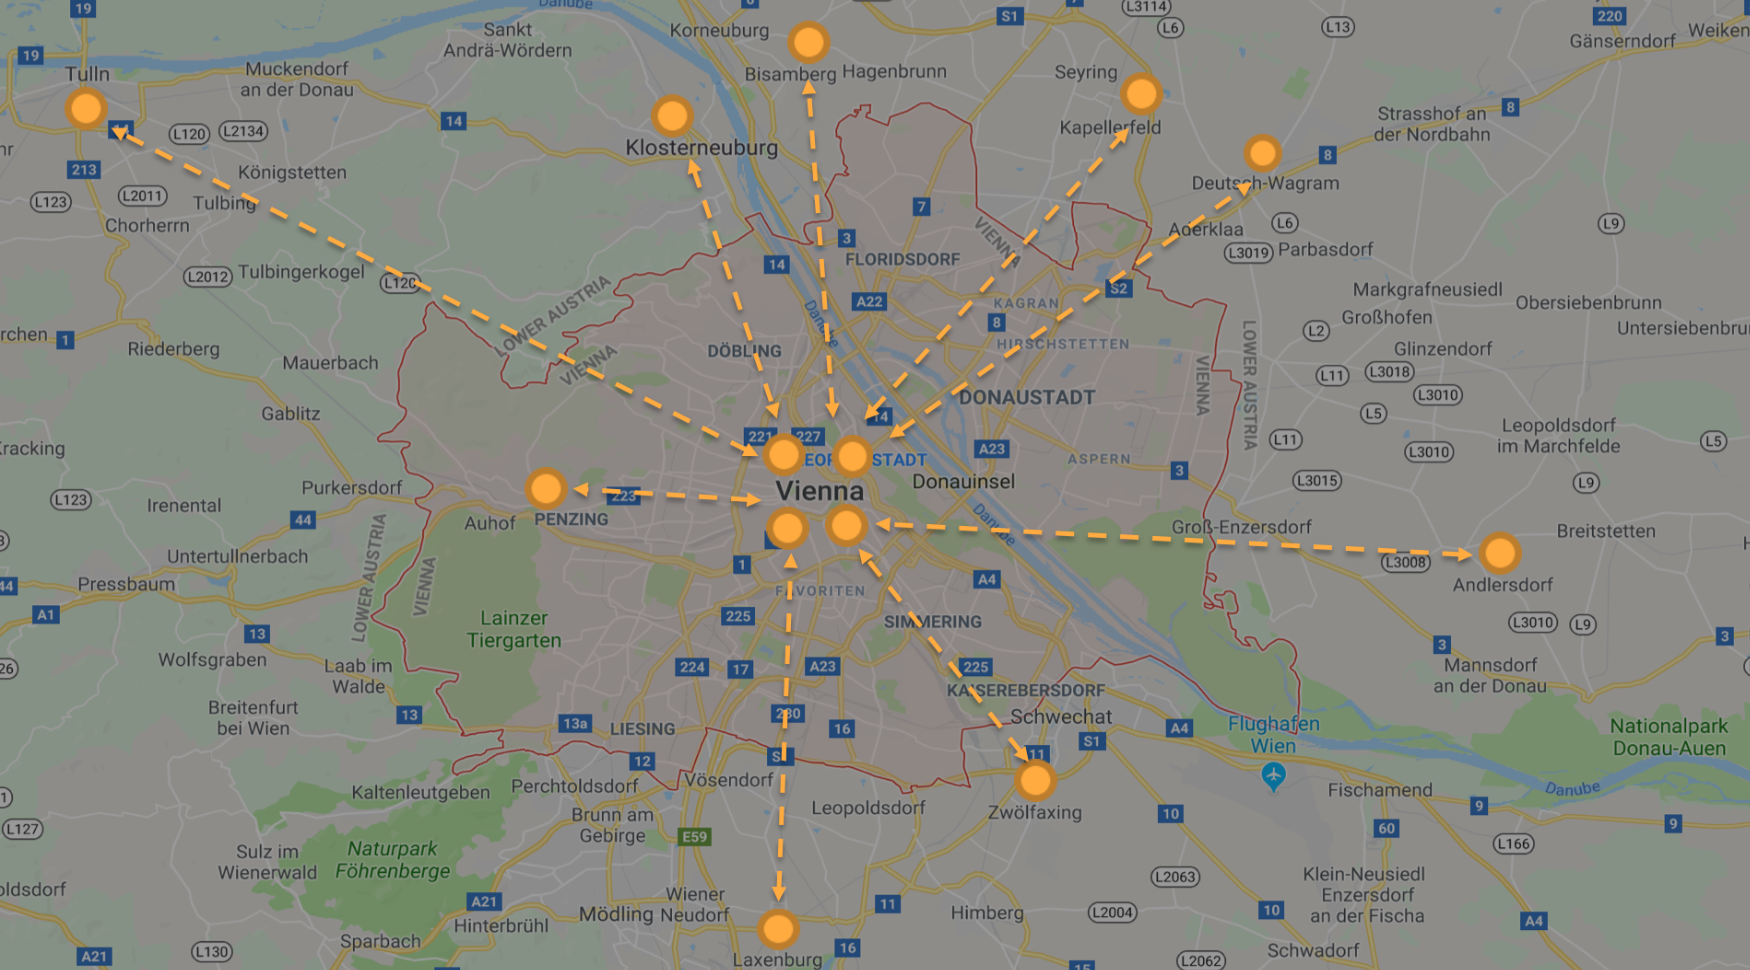 19
Danube
6
7
L3114
S1
L6
L13
220
Weiken
Gänserndorf
Sankt
Andrä-Wördern
Korneuburg
19
Tulln
Muckendorf
an der Donau
Bisamberg
Hagenbrunn
Seyring
8
Strasshof an
der Nordbahn
14
L120
L2134
14
Klosterneuburg
Kapellerfeld
8
213
Königstetten
Deutsch-Wagram
L123
L2011
Tulbing
Chorherrn
7
VIENNA
Aderklaa
L6
L9
3
FLORIDSDORF
L3019
Parbasdorf
14
L2012
Tulbingerkogel
L120
LOWER AUSTRIA
A22
KAGRAN
S2
Markgrafneusiedl
Obersiebenbrunn
Danube
8
Großhofen
L2
Untersiebenbru
rchen
1
Riederberg
Mauerbach
VIENNA
DÖBLING
HIRSCHSTETTEN
VIENNA
LOWER AUSTRIA
Glinzendorf
L11
L3018
L3010
Gablitz
14
DONAUSTADT
L5
Leopoldsdorf
im Marchfelde
Kracking
221
227
A23
L11
L3010
L5
LEOPOLDSTADT
ASPERN
3
Vienna
Donauinsel
L3015
L9
Purkersdorf
L123
Irenental
44
Auhof
PENZING
223
Danube
Groß-Enzersdorf
Breitstetten
LOWER AUSTRIA
VIENNA
Untertullnerbach
1
A4
L3008
Andlersdorf
44
Pressbaum
A1
FAVORITEN
Lainzer
Tiergarten
225
SIMMERING
13
L3010
L9
3
3
26
Wolfsgraben
Laab im
Walde
224
17
A23
225
Mannsdorf
an der Donau
KAISEREBERSDORF
Breitenfurt
bei Wien
13
13a
LIESING
230
16
Schwechat
S1
A4
Flughafen
Wien
Nationalpark
Donau-Auen
12
11
Kaltenleutgeben
Perchtoldsdorf
Vösendorf
Leopoldsdorf
Zwölfaxing
Fischamend
Danube
9
9
L127
Brunn am
Gebirge
E59
10
60
L166
Sulz im
Wienerwald
Naturpark
Föhrenberge
Klein-Neusiedl
Enzersdorf
an der Fischa
L2063
A21
Wiener
Neudorf
Mödling
11
Himberg
L2004
10
A4
Hinterbrühl
Sparbach
L130
A21
Laxenburg
16
Schwadorf
L2062
15